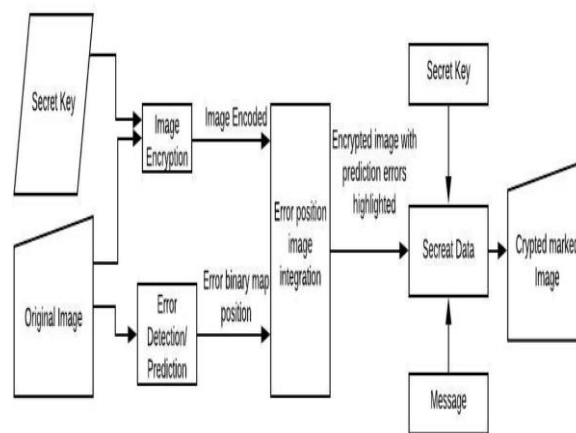 Secret Key
Image
Encryption
Image Encoded
Original Image
Error
Detection/
Prediction
Error binary map
position
Error position
image
integration
Encrypted image with
prediction errors
highlighted
Secret Key
Secreat Data
Message
Crypted marked
Image